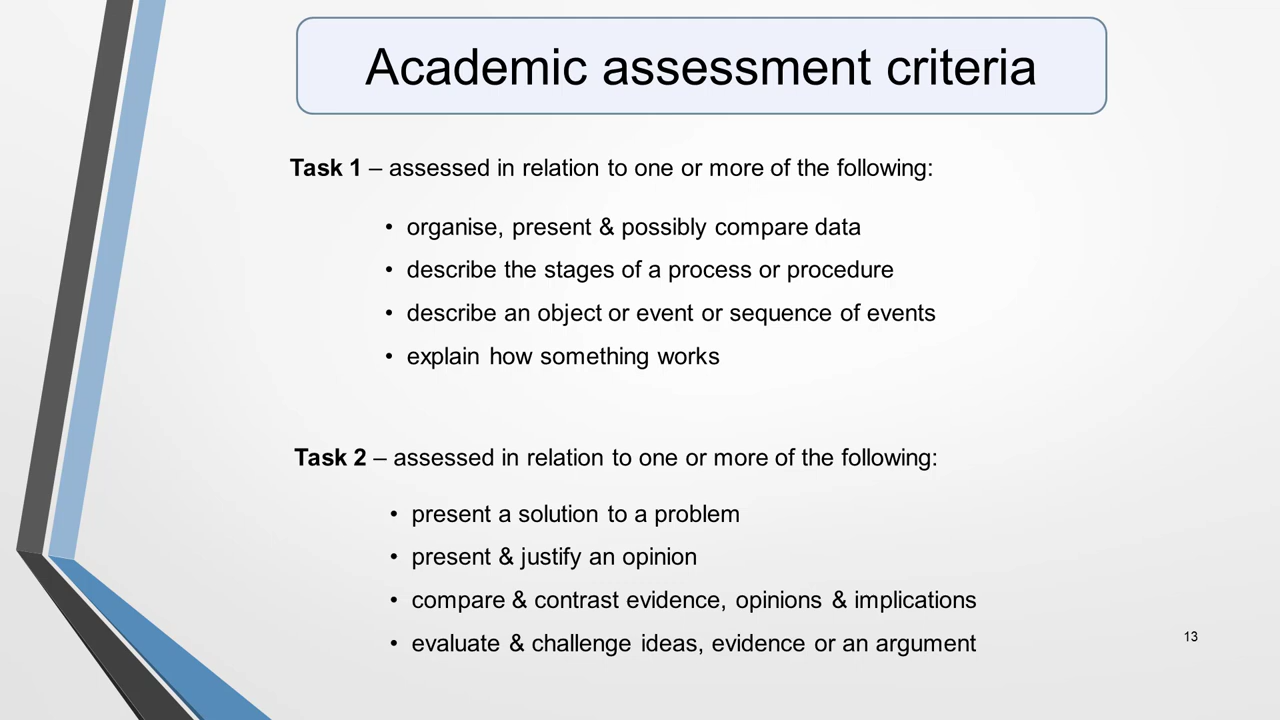 Academic assessment criteria
Task 1 – assessed in relation to one or more of the following:
• organise, present & possibly compare data
• describe the stages of a process or procedure
• describe an object or event or sequence of events
• explain how something works
Task 2 – assessed in relation to one or more of the following:
• present a solution to a problem
• present & justify an opinion
• compare & contrast evidence, opinions & implications
• evaluate & challenge ideas, evidence or an argument
13